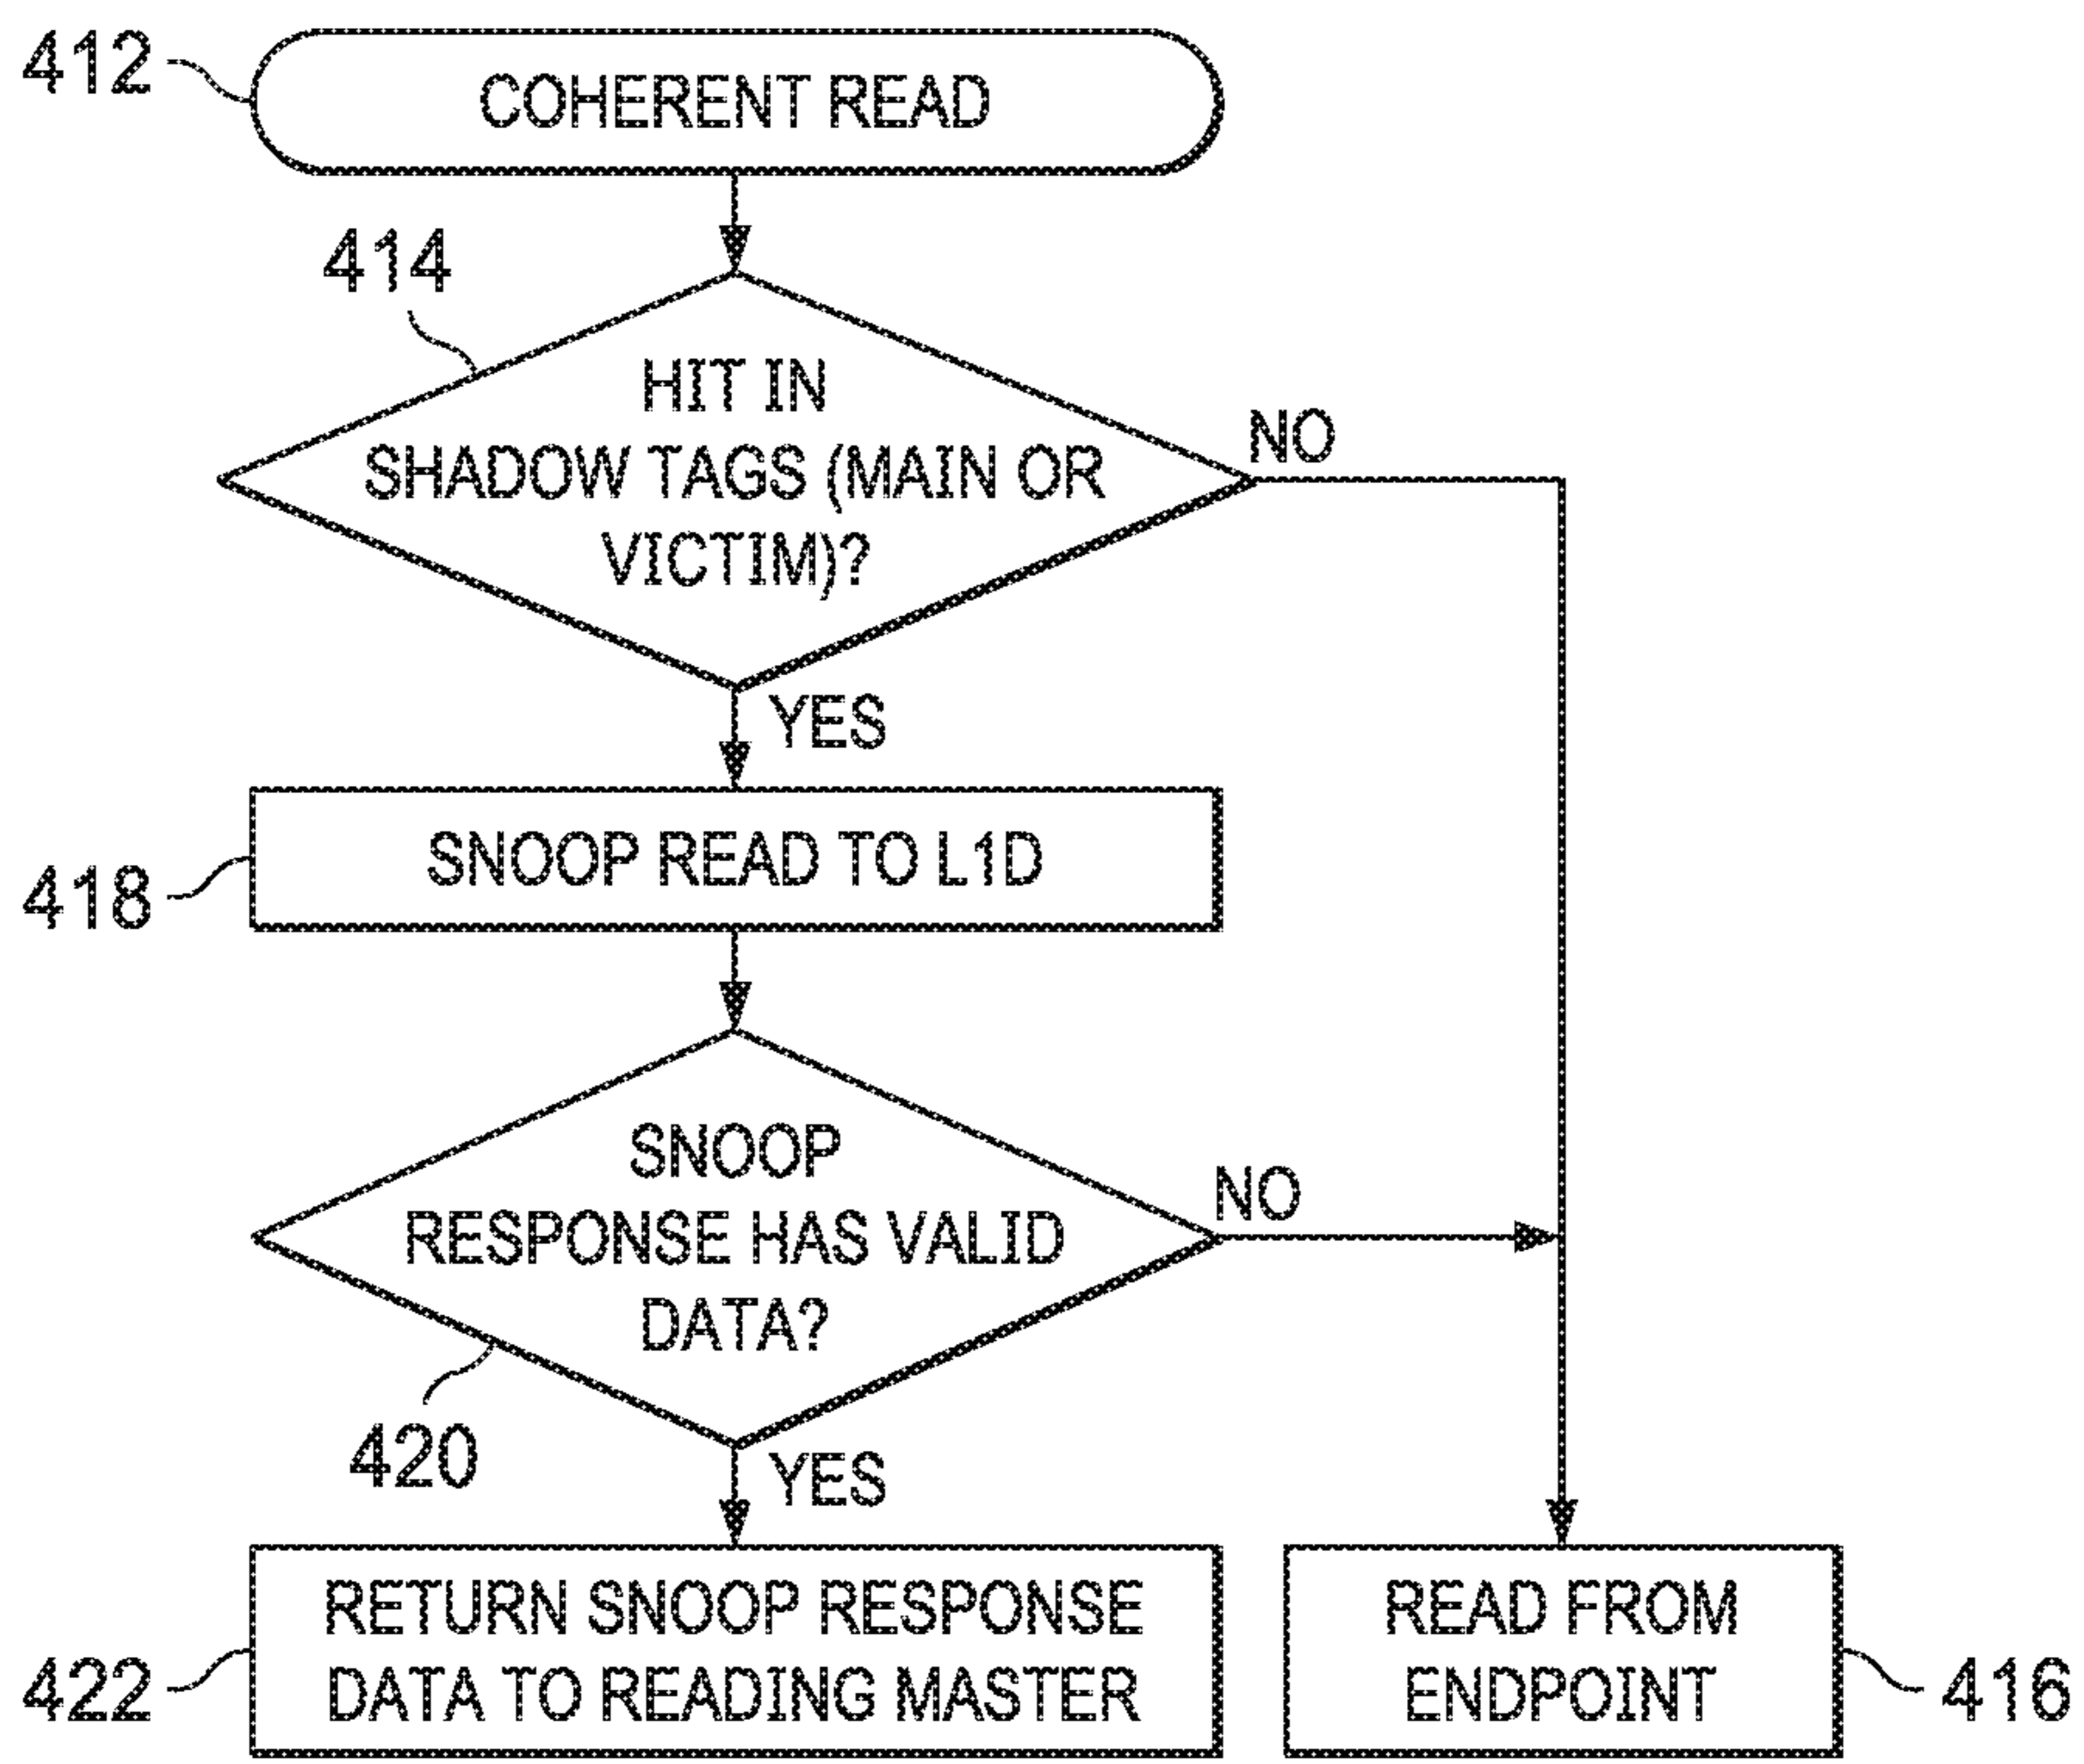 412
COHERENT READ
414
HIT IN
SHADOW TAGS (MAIN OR
VICTIM)?
NO
YES
418
SNOOP READ TO L1D
SNOOP
RESPONSE HAS VALID
DATA?
NO
420
YES
422
RETURN SNOOP RESPONSE
DATA TO READING MASTER
READ FROM
ENDPOINT
416